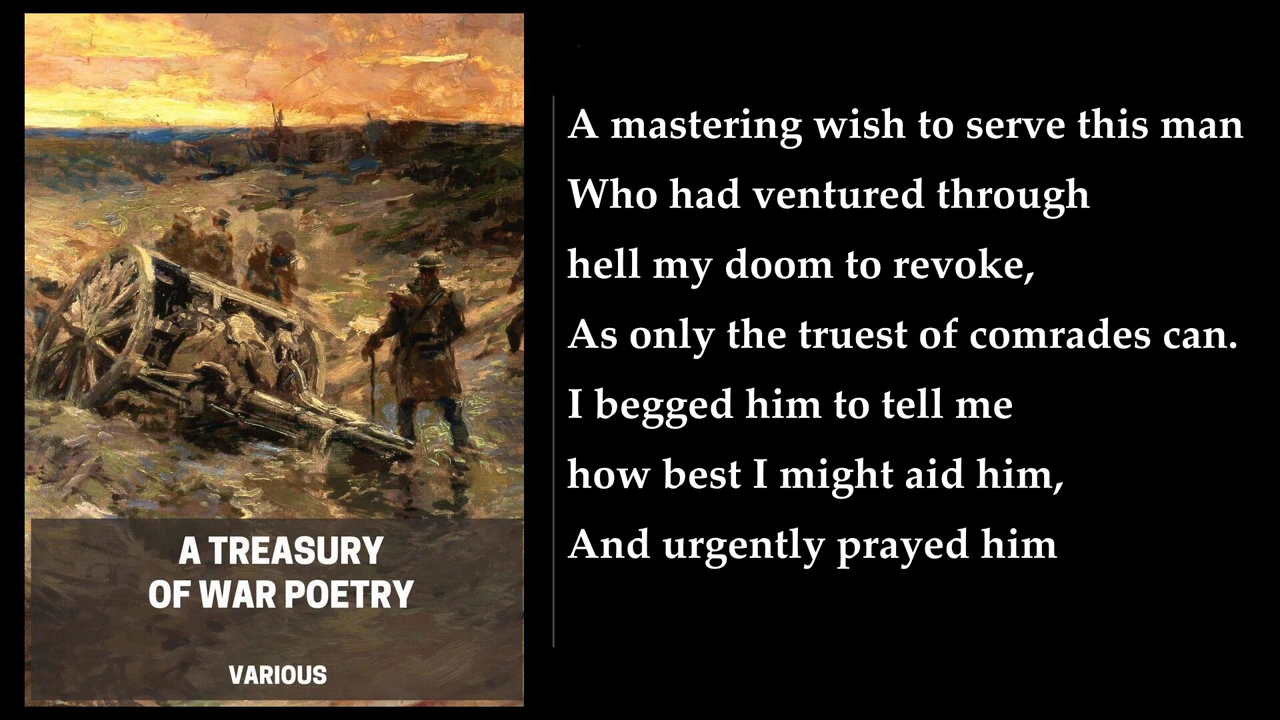 A TREASURY
OF WAR POETRY
VARIOUS
A mastering wish to serve this man
Who had ventured through
hell my doom to revoke,
As only the truest of comrades can.
I begged him to tell me
how best I might aid him,
And urgently prayed him